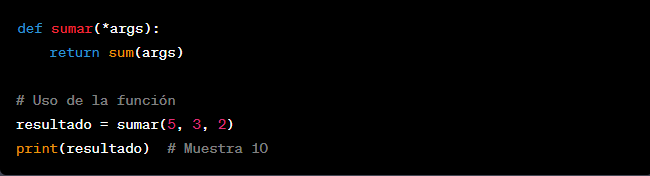 def sumar(*args):
    return sum(args)

# Uso de la función
resultado = sumar(5, 3, 2)
print(resultado)  # Muestra 10